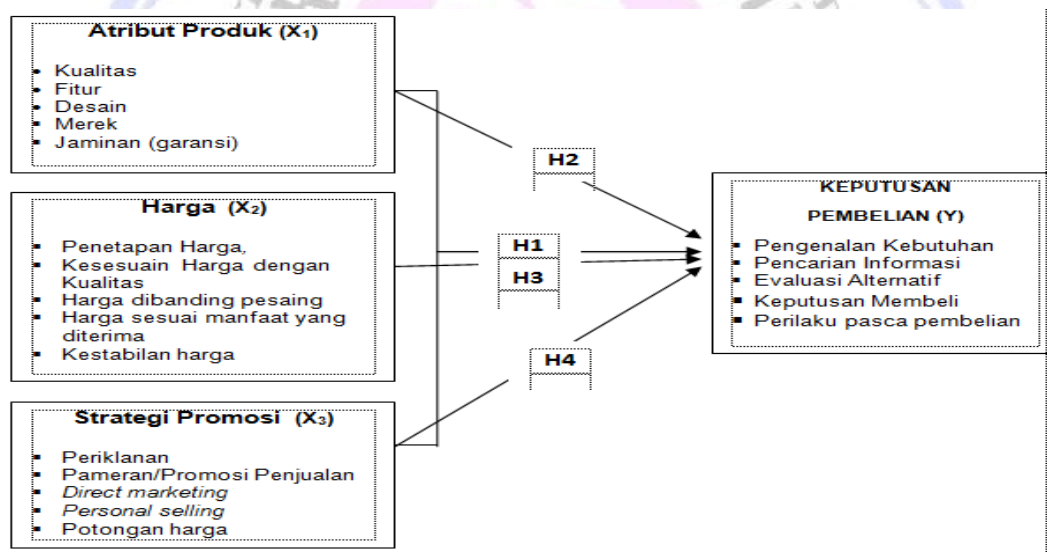 Atribut Produk (X₁)
▪ Kualitas
▪ Fitur
▪ Desain
▪ Merek
▪ Jaminan (garansi)
Harga (X₂)
▪ Penetapan Harga,
▪ Kesesuain Harga dengan
Kualitas
▪ Harga dibanding pesaing
▪ Harga sesuai manfaat yang
diterima
▪ Kestabilan harga
Strategi Promosi (X₃)
▪ Periklanan
▪ Pameran/Promosi Penjualan
▪ Direct marketing
▪ Personal selling
▪ Potongan harga
H2
H1
H3
H4
KEPUTUSAN
PEMBELIAN (Y)
▪ Pengenalan Kebutuhan
▪ Pencarian Informasi
▪ Evaluasi Alternatif
▪ Keputusan Membeli
▪ Perilaku pasca pembelian